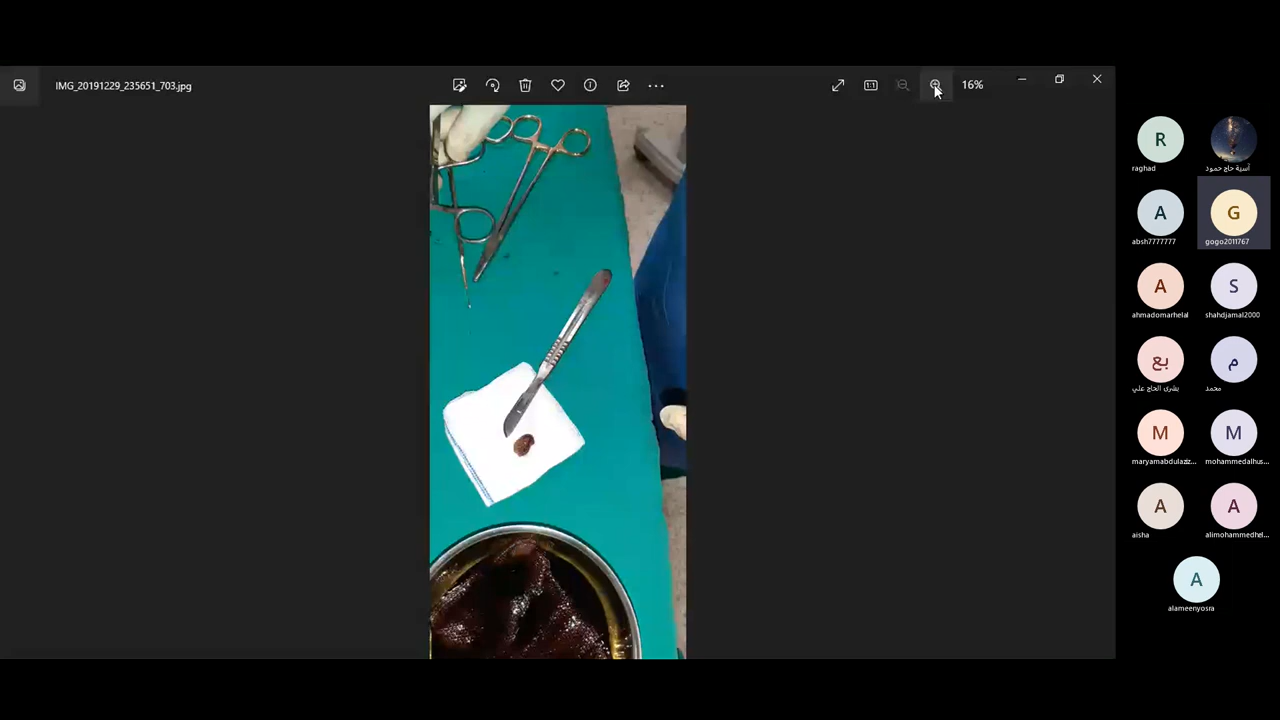 IMG_20191229_235651_703.jpg
16%
R
raghad
آسية حاج حمود
A
absh7777777
G
gogo2011767
A
ahmadomarhelal
S
shahdjamal2000
بع
بشرى الحاج علي
م
محمد
M
maryamabdulaziz...
M
mohammedalhus...
A
aisha
A
alimohammedhel...
A
alameenyosra